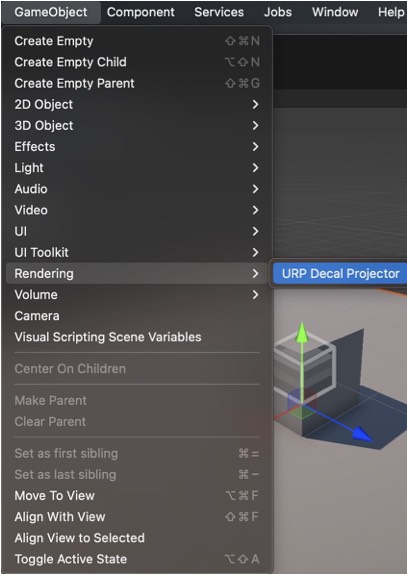 GameObject Component Services Jobs Window Help
Create Empty ⇧⌘N
Create Empty Child ⌥⇧N
Create Empty Parent ⇧⌘G
2D Object
3D Object
Effects
Light
Audio
Video
UI
UI Toolkit
Rendering URP Decal Projector
Volume
Camera
Visual Scripting Scene Variables
Center On Children
Make Parent
Clear Parent
Set as first sibling ⌘=
Set as last sibling ⌘−
Move To View ⌥⌘F
Align With View ⇧⌘F
Align View to Selected
Toggle Active State ⌥⇧A